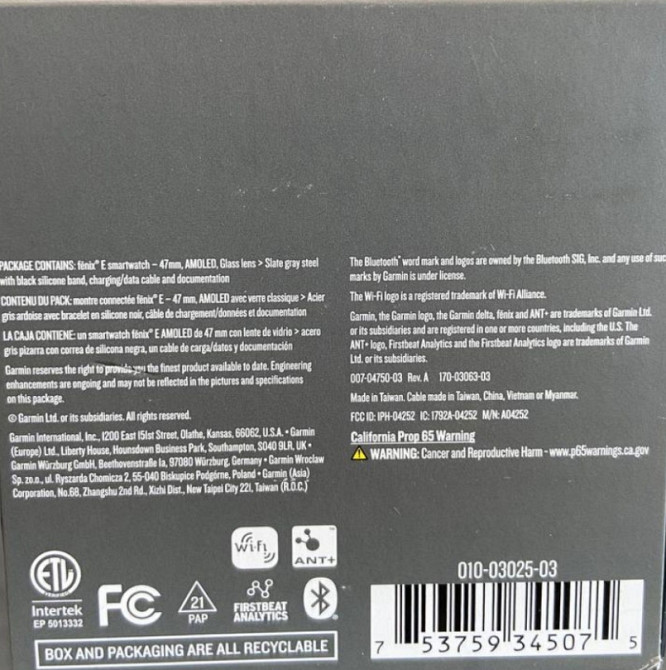 PACKAGE CONTAINS: fēnix® E smartwatch – 47mm, AMOLED, Glass lens > Slate gray steel
with black silicone band, charging/data cable and documentation
CONTENU DU PACK: montre connectée fēnix® E – 47 mm, AMOLED avec verre classique > Acier
gris ardoise avec bracelet en silicone noir, câble de chargement/données et documentation
LA CAJA CONTIENE: un smartwatch fēnix® E AMOLED de 47 mm con lente de vidrio > acero
gris pizarra con correa de silicona negra, un cable de carga/datos y documentación
Garmin reserves the right to provide you the finest product available to date. Engineering
enhancements are ongoing and may not be reflected in the pictures and specifications
on this package.
© Garmin Ltd. or its subsidiaries. All rights reserved.
Garmin International, Inc., 1200 East 151st Street, Olathe, Kansas, 66062, U.S.A. • Garmin
(Europe) Ltd., Liberty House, Hounsdown Business Park, Southampton, SO40 9LR, UK •
Garmin Würzburg GmbH, Beethovenstraße 1a, 97080 Würzburg, Germany • Garmin Wroclaw
Sp. zo.o., ul. Ryszarda Chomicza 2, 55-040 Biskupice Podgórne, Poland • Garmin (Asia)
Corporation, No.68, Zhangshu 2nd Rd., Xizhi Dist., New Taipei City 221, Taiwan (R.O.C.)
The Bluetooth® word mark and logos are owned by the Bluetooth SIG, Inc. and any use of suc
marks by Garmin is under license.
The Wi-Fi logo is a registered trademark of Wi-Fi Alliance.
Garmin, the Garmin logo, the Garmin delta, fēnix and ANT+ are trademarks of Garmin Ltd.
or its subsidiaries and are registered in one or more countries, including the U.S. The
ANT+ logo, Firstbeat Analytics and the Firstbeat Analytics logo are trademarks of Garmin
Ltd. or its subsidiaries.
007-04750-03 Rev. A 170-03063-03
Made in Taiwan. Cable made in Taiwan, China, Vietnam or Myanmar.
FCC ID: IPH-04252 IC: 1792A-04252 M/N: A04252
California Prop 65 Warning
WARNING: Cancer and Reproductive Harm - www.p65warnings.ca.gov
Wi-Fi
ANT+
ETL
Intertek
EP 5013332
FC
21
PAP
FIRSTBEAT
ANALYTICS
BOX AND PACKAGING ARE ALL RECYCLABLE
010-03025-03
7 53759 34507 5